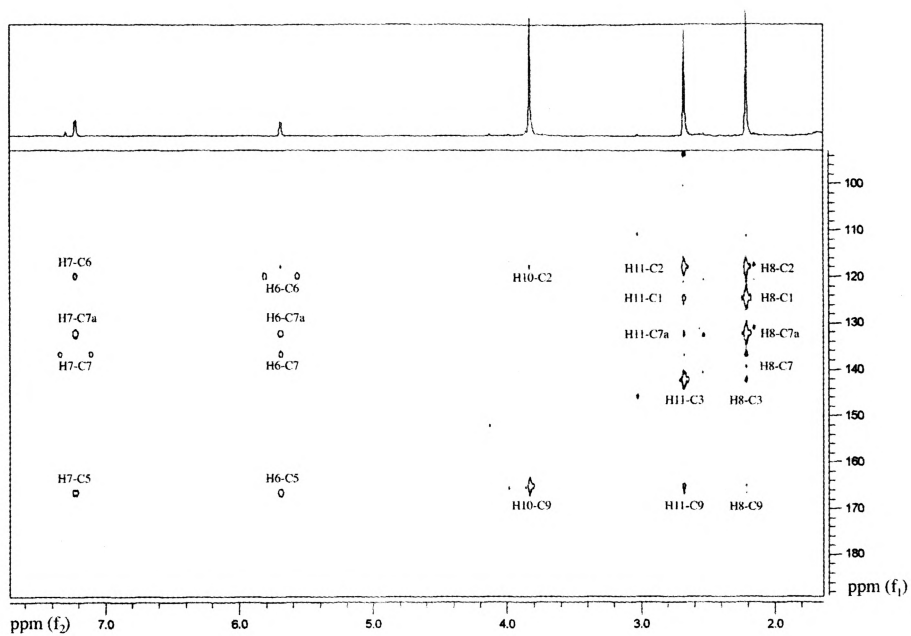 100
110
H7-C6 H11-C2 H8-C2
120
H6-C6 H10-C2
H11-C1 H8-C1
H7-C7a H6-C7a 130
H11-C7a H8-C7a
H7-C7 H6-C7 H8-C7
140
H11-C3 H8-C3
150
160
H7-C5 H6-C5
H10-C9 H11-C9 H8-C9
170
180
ppm (f1)
ppm (f2) 7.0 6.0 5.0 4.0 3.0 2.0